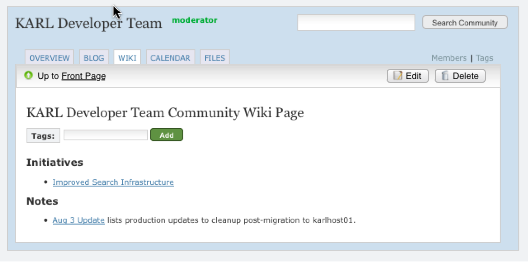 KARL Developer Team moderator
Search Community
OVERVIEW BLOG WIKI CALENDAR FILES Members | Tags
Up to Front Page Edit Delete
KARL Developer Team Community Wiki Page
Tags: Add
Initiatives
• Improved Search Infrastructure
Notes
• Aug 3 Update lists production updates to cleanup post-migration to karlhost01.